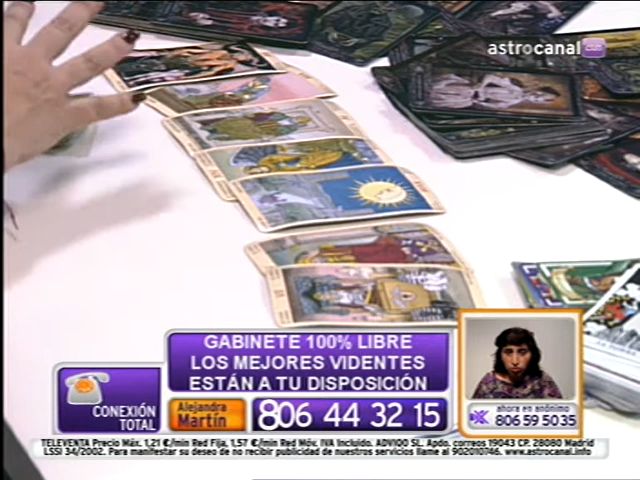 astrocanal
GABINETE 100% LIBRE
LOS MEJORES VIDENTES
ESTÁN A TU DISPOSICIÓN
CONEXIÓN
TOTAL
Alejandra
Martín
806 44 32 15
ahora en anónimo
806 59 50 35
TELEVENTA Precio Máx. 1,21 €/min Red Fija, 1,57 €/min Red Móv. IVA Incluido. ADV100 SL. Apdo. correos 19043 CP. 28080 Madrid
LSSI 34/2002. Para manifestar su deseo de no recibir publicidad de nuestros servicios llame al 902010746. www.astrocanal.info